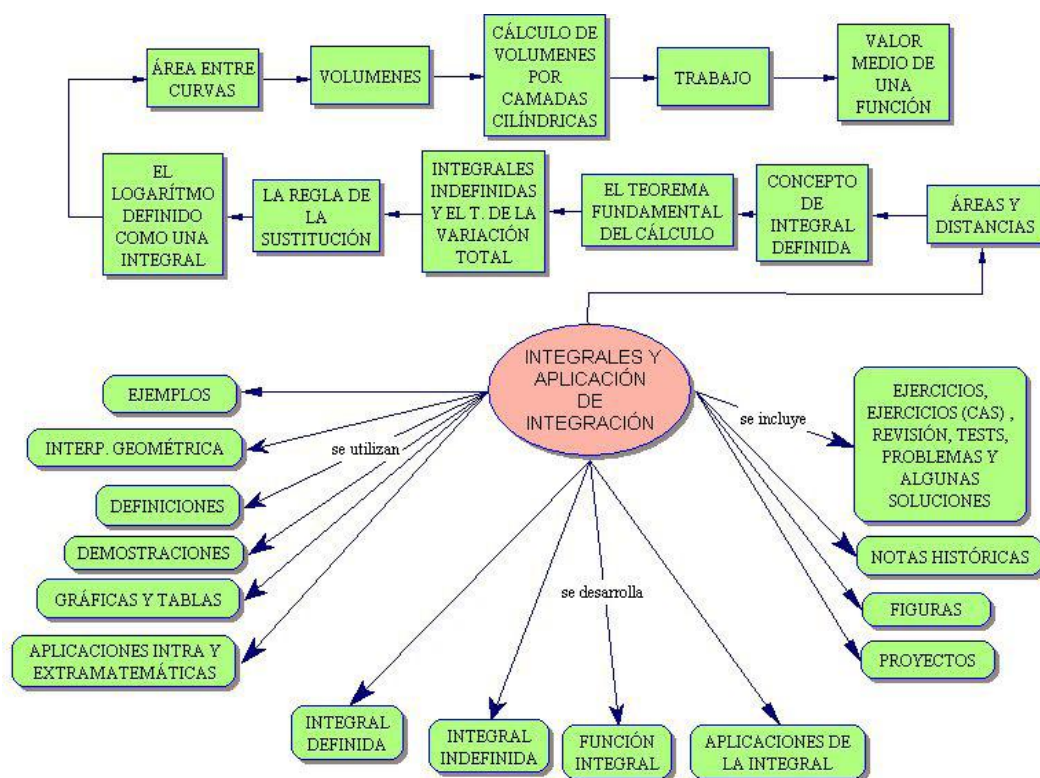 ÁREA ENTRE
CURVAS
VOLUMENES
CÁLCULO DE
VOLUMENES
POR
CAMADAS
CILÍNDRICAS
TRABAJO
VALOR
MEDIO DE
UNA
FUNCIÓN
EL
LOGARÍTMO
DEFINIDO
COMO UNA
INTEGRAL
LA REGLA DE
LA
SUSTITUCIÓN
INTEGRALES
INDEFINIDAS
Y EL T. DE LA
VARIACIÓN
TOTAL
EL TEOREMA
FUNDAMENTAL
DEL CÁLCULO
CONCEPTO
DE
INTEGRAL
DEFINIDA
ÁREAS Y
DISTANCIAS
INTEGRALES Y
APLICACIÓN
DE
INTEGRACIÓN
se utilizan
EJEMPLOS
INTERP. GEOMÉTRICA
DEFINICIONES
DEMOSTRACIONES
GRÁFICAS Y TABLAS
APLICACIONES INTRA Y
EXTRAMATEMÁTICAS
se desarrolla
INTEGRAL
DEFINIDA
INTEGRAL
INDEFINIDA
FUNCIÓN
INTEGRAL
APLICACIONES DE
LA INTEGRAL
se incluye
EJERCICIOS,
EJERCICIOS (CAS) ,
REVISIÓN, TESTS,
PROBLEMAS Y
ALGUNAS
SOLUCIONES
NOTAS HISTÓRICAS
FIGURAS
PROYECTOS